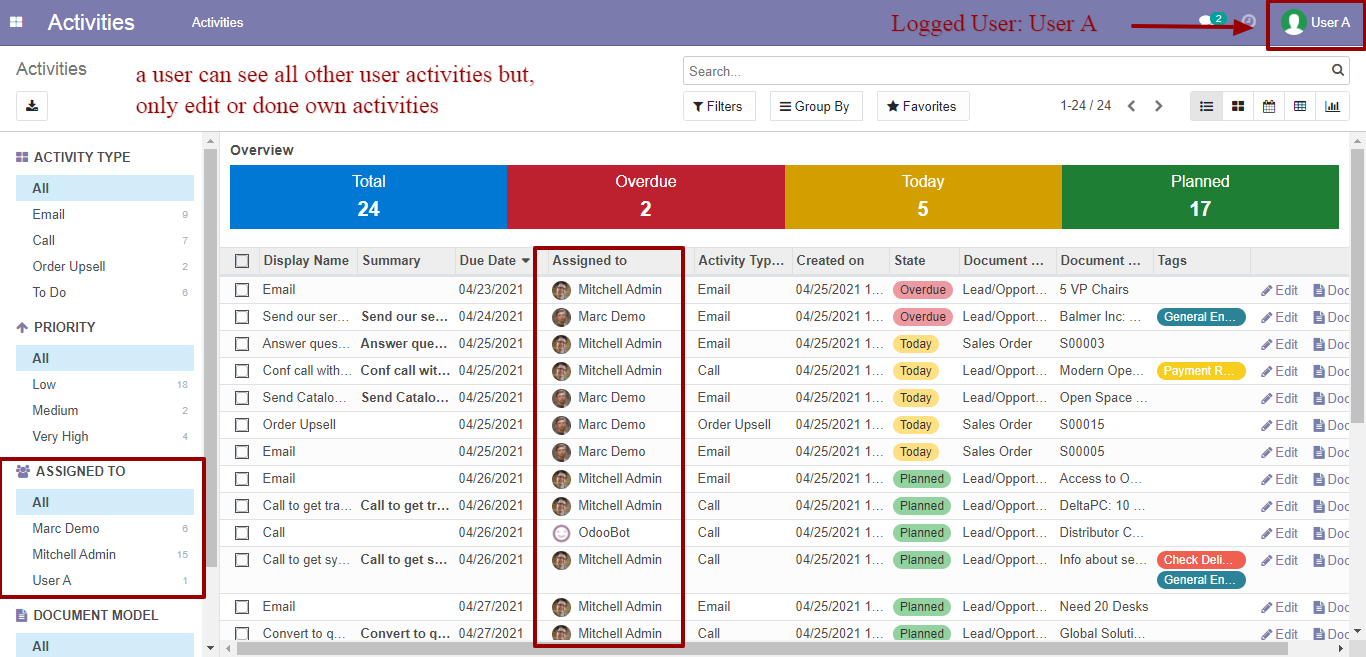 Activities Activities Logged User: User A 2 User A
Activities
a user can see all other user activities but,
only edit or done own activities
Search...
Filters Group By Favorites 1-24 / 24
ACTIVITY TYPE
All
Email 9
Call 7
Order Upsell 2
To Do 6
PRIORITY
All
Low 18
Medium 2
Very High 4
ASSIGNED TO
All
Marc Demo 6
Mitchell Admin 15
User A 1
DOCUMENT MODEL
All
Overview
Total Overdue Today Planned
24 2 5 17
Display Name Summary Due Date Assigned to Activity Typ... Created on State Document ... Document ... Tags
Email 04/23/2021 Mitchell Admin Email 04/25/2021 1... Overdue Lead/Opport... 5 VP Chairs Edit Doc
Send our ser... Send our se... 04/24/2021 Marc Demo Email 04/25/2021 1... Overdue Lead/Opport... Balmer Inc: ... General En... Edit Doc
Answer ques... Answer que... 04/25/2021 Mitchell Admin Email 04/25/2021 1... Today Sales Order S00003 Edit Doc
Conf call with... Conf call wit... 04/25/2021 Mitchell Admin Call 04/25/2021 1... Today Lead/Opport... Modern Ope... Payment R... Edit Doc
Send Catalo... Send Catalo... 04/25/2021 Marc Demo Email 04/25/2021 1... Today Lead/Opport... Open Space ... Edit Doc
Order Upsell 04/25/2021 Marc Demo Order Upsell 04/25/2021 1... Today Sales Order S00015 Edit Doc
Email 04/25/2021 Marc Demo Email 04/25/2021 1... Today Sales Order S00005 Edit Doc
Email 04/26/2021 Mitchell Admin Email 04/25/2021 1... Planned Lead/Opport... Access to O... Edit Doc
Call to get tra... Call to get tr... 04/26/2021 Mitchell Admin Call 04/25/2021 1... Planned Lead/Opport... DeltaPC: 10 ... Edit Doc
Call 04/26/2021 OdooBot Call 04/25/2021 1... Planned Lead/Opport... Distributor C... Edit Doc
Call to get sy... Call to get s... 04/26/2021 Mitchell Admin Call 04/25/2021 1... Planned Lead/Opport... Info about se... Check Deli... Edit Doc
General En...
Email 04/27/2021 Mitchell Admin Email 04/25/2021 1... Planned Lead/Opport... Need 20 Desks Edit Doc
Convert to q... Convert to q... 04/27/2021 Mitchell Admin Call 04/25/2021 1... Planned Lead/Opport... Global Soluti... Edit Doc